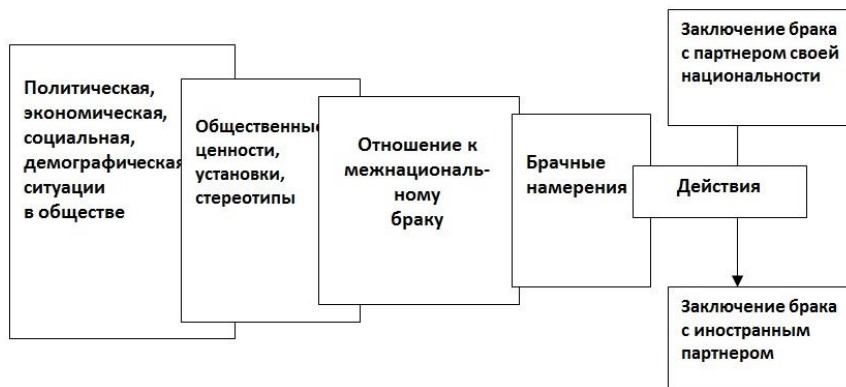 Политическая,
экономическая,
социальная,
демографическая
ситуации
в обществе
Общественные
ценности,
установки,
стереотипы
Отношение к
межнациональ-
ному
браку
Брачные
намерения
Заключение брака
с партнером своей
национальности
Действия
Заключение брака
с иностранным
партнером